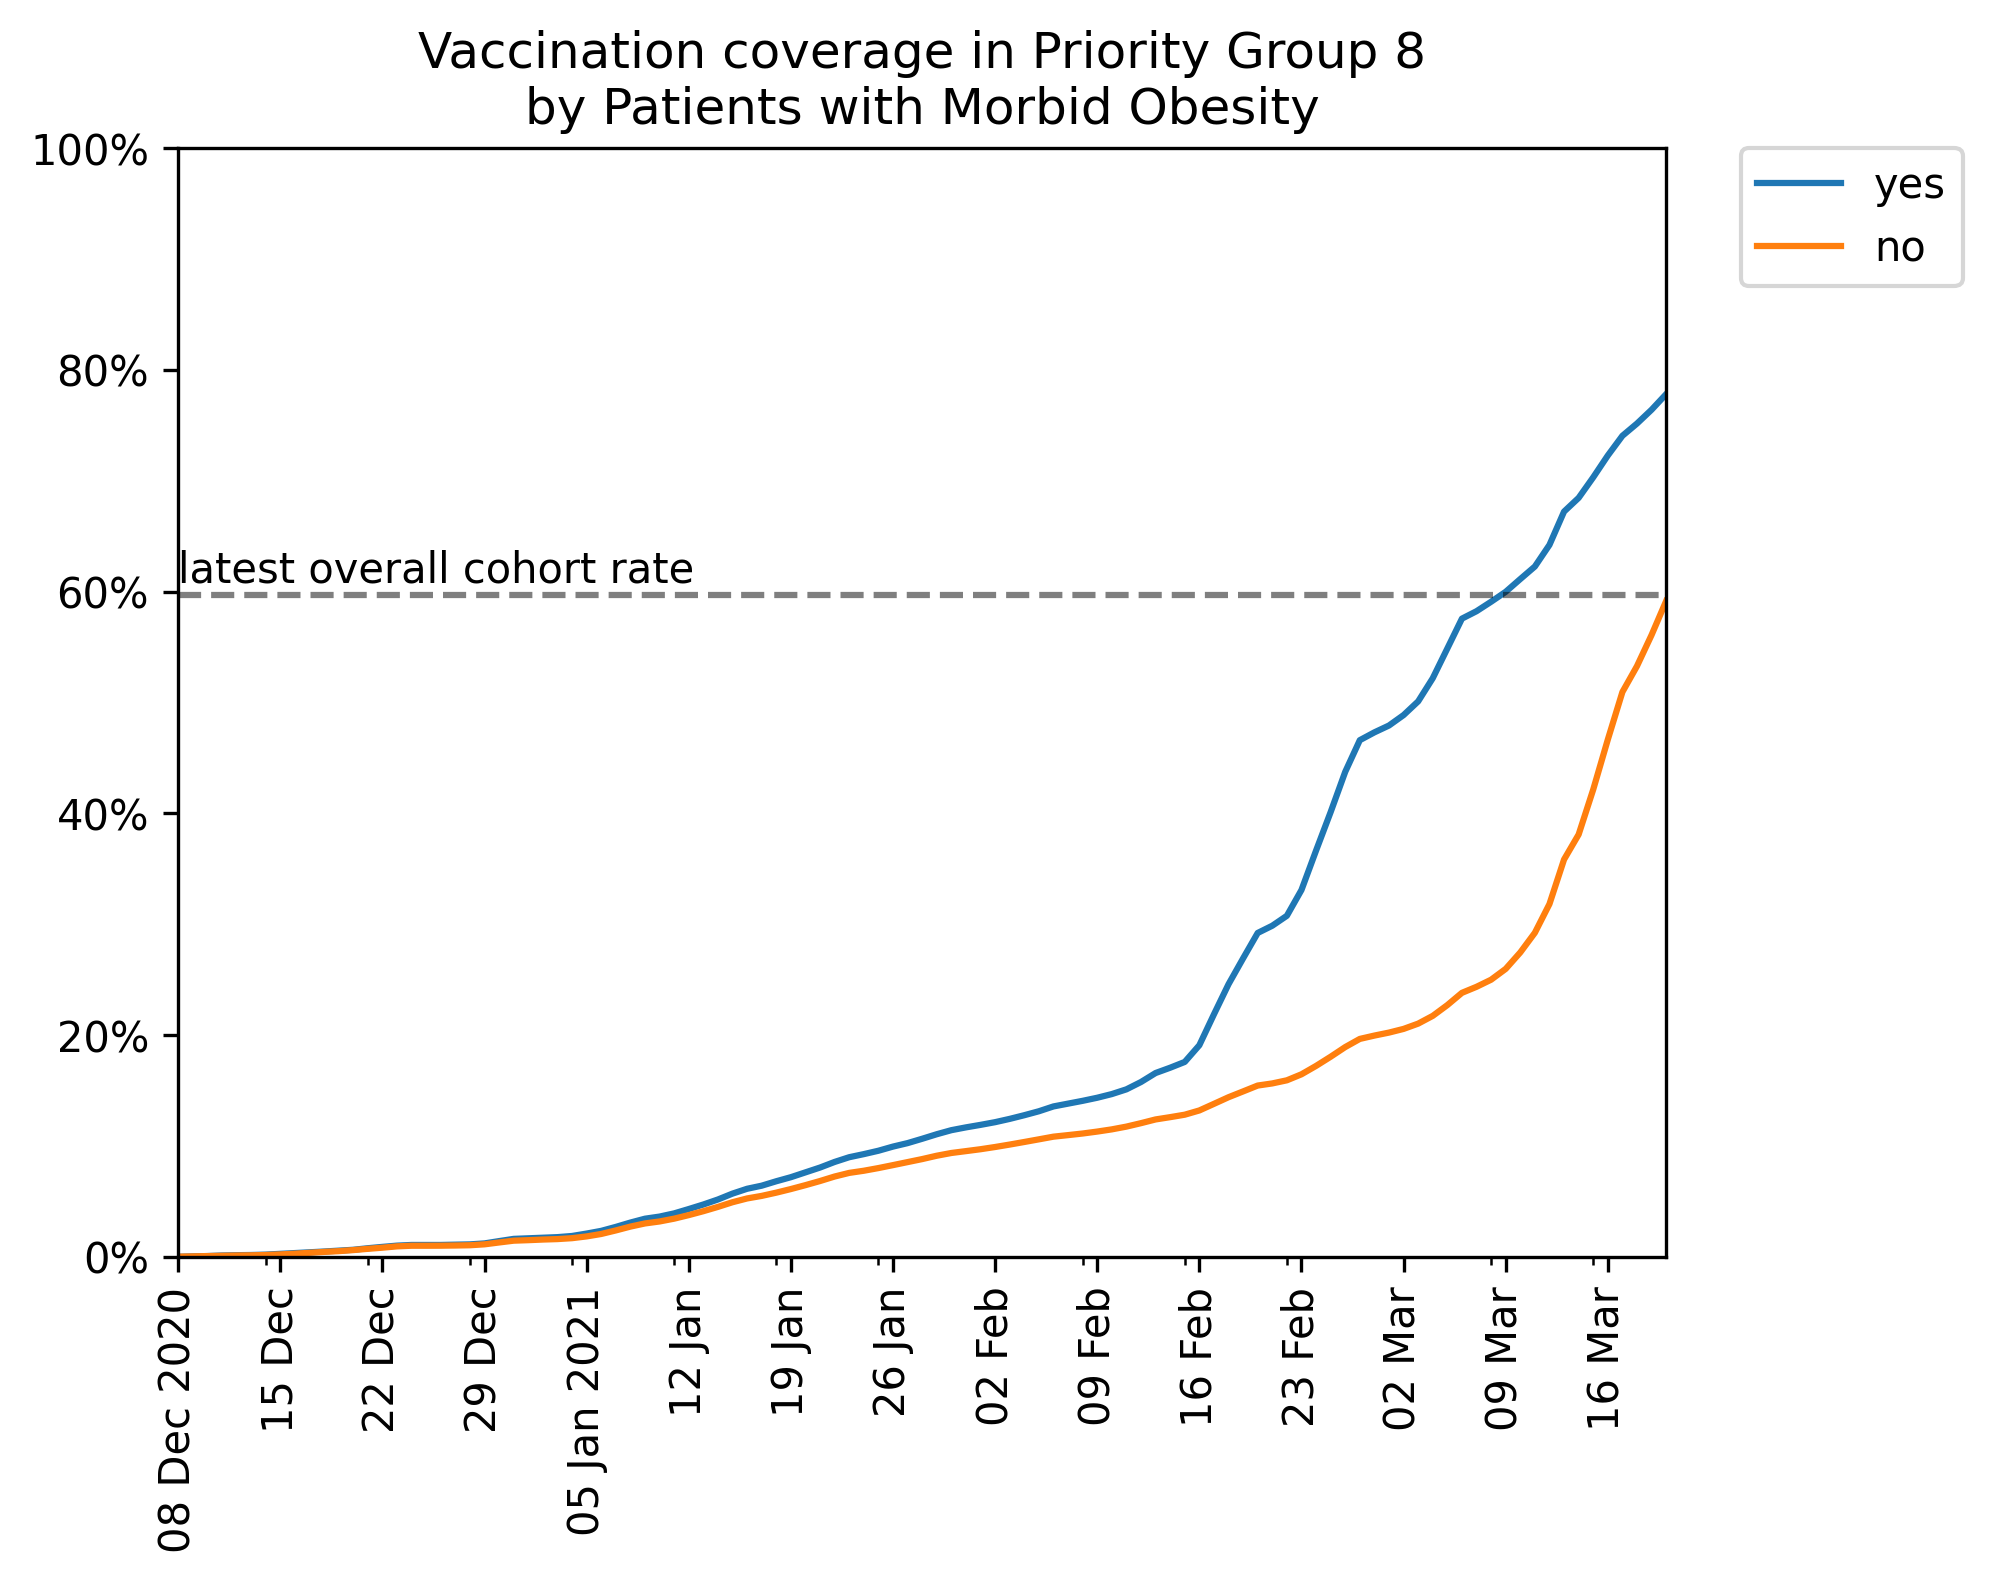 Vaccination coverage in Priority Group 8
by Patients with Morbid Obesity
100%
80%
60%
40%
20%
0%
latest overall cohort rate
yes
no
08 Dec 2020
15 Dec
22 Dec
29 Dec
05 Jan 2021
12 Jan
19 Jan
26 Jan
02 Feb
09 Feb
16 Feb
23 Feb
02 Mar
09 Mar
16 Mar